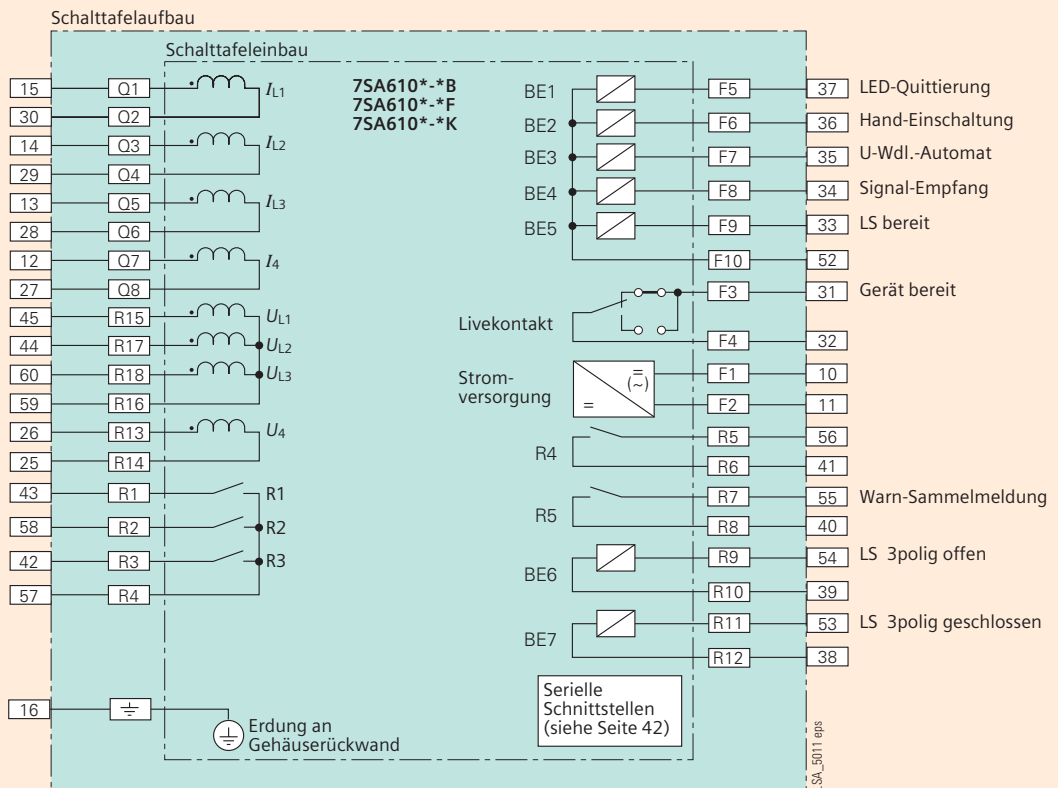 Schalttafelaufbau
Schalttafeleinbau
7SA610*-*B
7SA610*-*F
7SA610*-*K
15 Q1 IL1
30 Q2
14 Q3 IL2
29 Q4
13 Q5 IL3
28 Q6
12 Q7 I4
27 Q8
45 R15 UL1
44 R17 UL2
60 R18 UL3
59 R16
26 R13 U4
25 R14
43 R1 R1
58 R2 R2
42 R3 R3
57 R4
16
Erdung an
Gehäuserückwand
BE1 F5 37 LED-Quittierung
BE2 F6 36 Hand-Einschaltung
BE3 F7 35 U-Wdl.-Automat
BE4 F8 34 Signal-Empfang
BE5 F9 33 LS bereit
F10 52
F3 31 Gerät bereit
Livekontakt
F4 32
Strom-
versorgung
= (~)
=
F1 10
F2 11
R4
R5 56
R6 41
R5
R7 55 Warn-Sammelmeldung
R8 40
BE6
R9 54 LS 3polig offen
R10 39
BE7
R11 53 LS 3polig geschlossen
R12 38
Serielle
Schnittstellen
(siehe Seite 42)
LSA_5011 eps